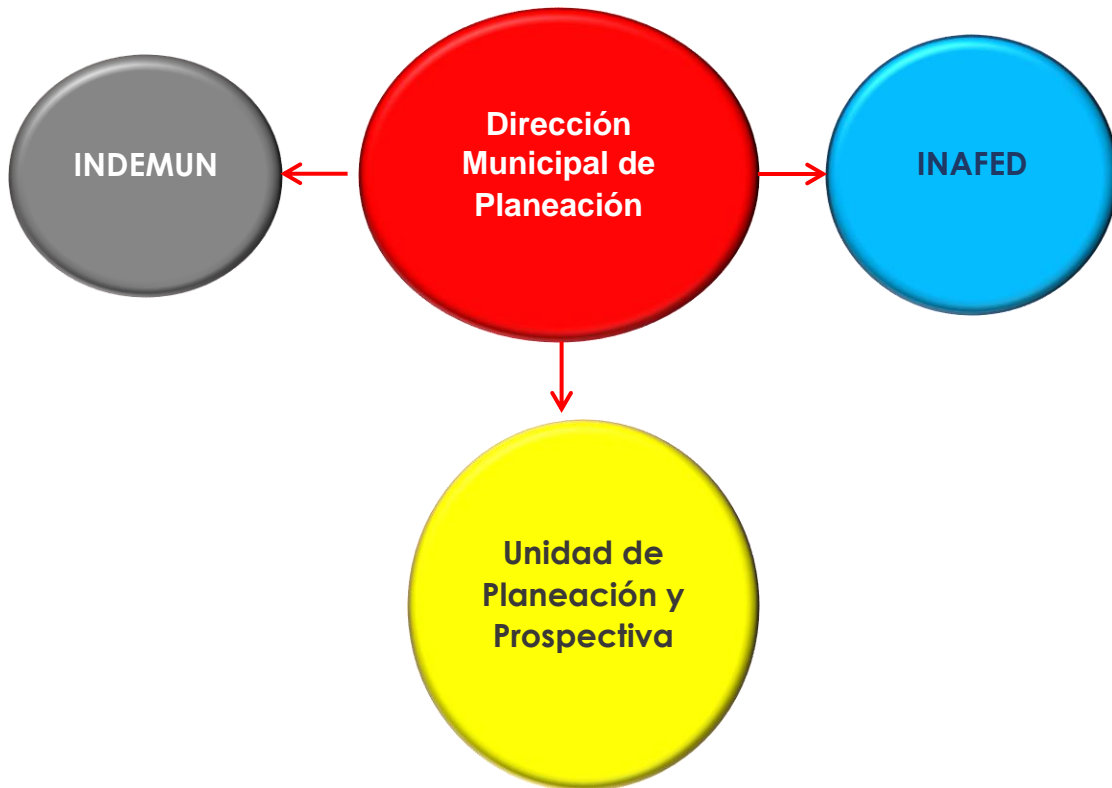 INDEMUN
Dirección
Municipal de
Planeación
INAFED
Unidad de
Planeación y
Prospectiva